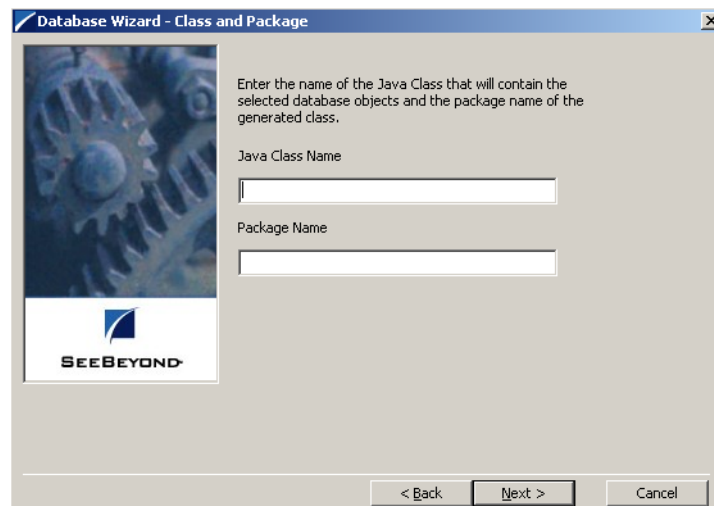 Database Wizard - Class and Package
Enter the name of the Java Class that will contain the
selected database objects and the package name of the
generated class.
Java Class Name
Package Name
SEEBEYOND
< Back
Next >
Cancel